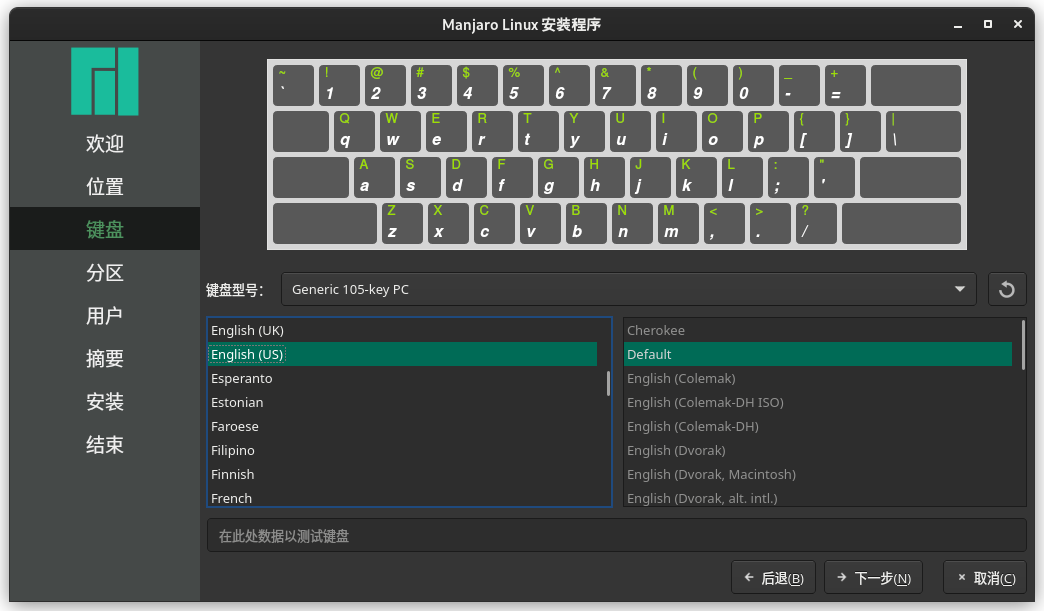 Manjaro Linux 安装程序
欢迎
位置
键盘
分区
用户
摘要
安装
结束
~ ! @ # $ % ^ & * ( ) _ +
` 1 2 3 4 5 6 7 8 9 0 - =
Q W E R T Y U I O P { } |
q w e r t y u i o p [ ] \
A S D F G H J K L : "
a s d f g h j k l ; '
Z X C V B N M < > ?
z x c v b n m , . /
键盘型号： Generic 105-key PC
English (UK)
English (US)
Esperanto
Estonian
Faroese
Filipino
Finnish
French
Cherokee
Default
English (Colemak)
English (Colemak-DH ISO)
English (Colemak-DH)
English (Dvorak)
English (Dvorak, Macintosh)
English (Dvorak, alt. intl.)
在此处数据以测试键盘
后退(B) 下一步(N) 取消(C)